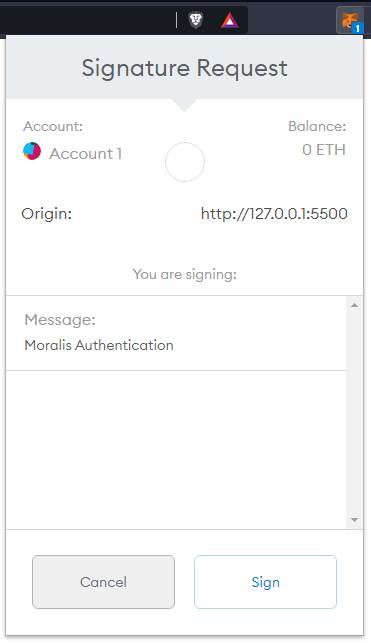 1
Signature Request
Account:
Balance:
Account 1
0 ETH
Origin:
http://127.0.0.1:5500
You are signing:
Message:
Moralis Authentication
Cancel
Sign